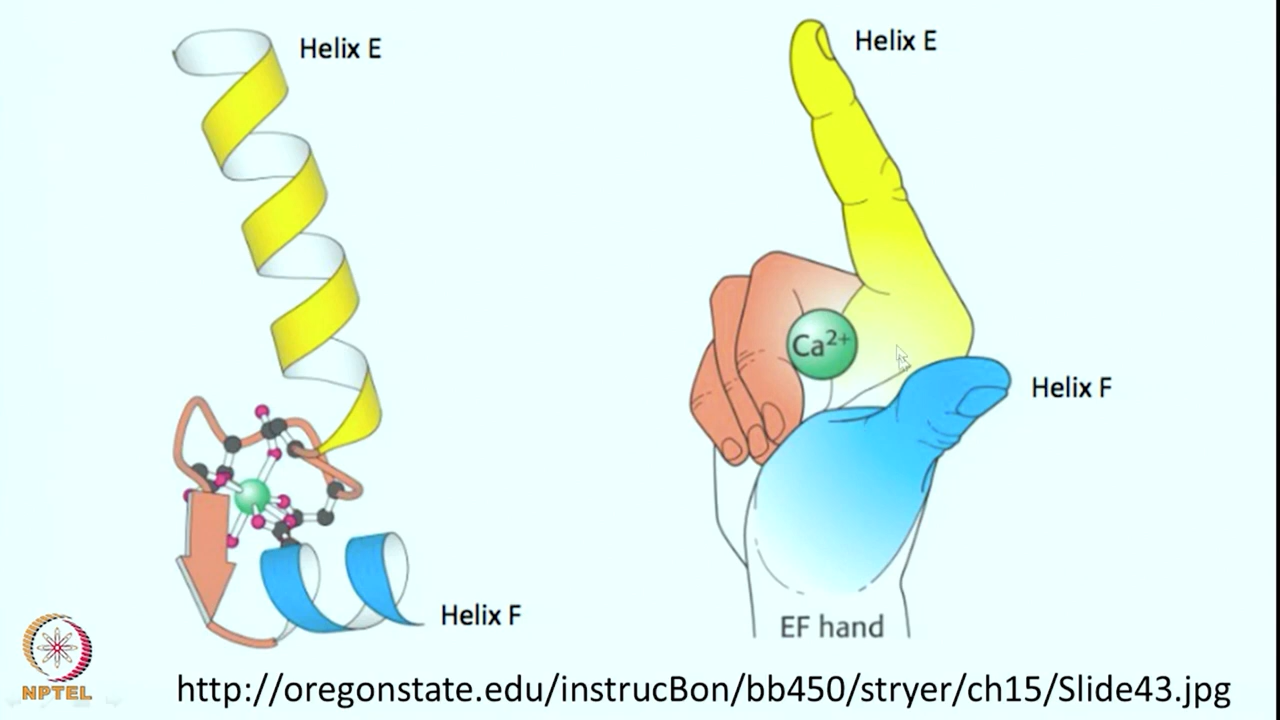 Helix E
Helix E
Ca²⁺
Helix F
Helix F
EF hand
NPTEL
http://oregonstate.edu/instrucBon/bb450/stryer/ch15/Slide43.jpg